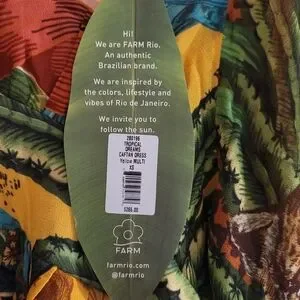 Hi!
We are FARM Rio.
An authentic
Brazilian brand.
We are inspired by
the colors, lifestyle and
vibes of Rio de Janeiro.
We invite you to
follow the sun.
TROPICAL
DREAMS
CAFTAN DRESS
Yellow MULTI
XS
FARM
farmrio.com
@farmrio